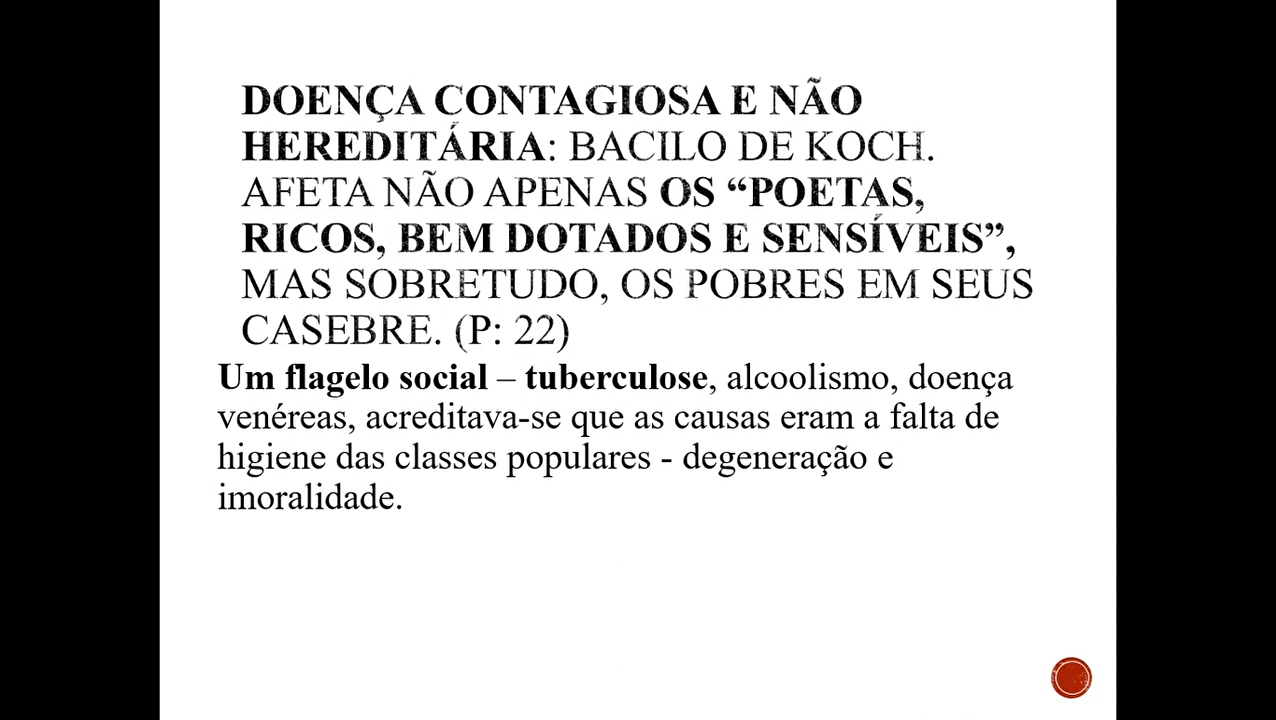 DOENÇA CONTAGIOSA E NÃO
HEREDITÁRIA: BACILO DE KOCH.
AFETA NÃO APENAS OS “POETAS,
RICOS, BEM DOTADOS E SENSÍVEIS”,
MAS SOBRETUDO, OS POBRES EM SEUS
CASEBRE. (P: 22)
Um flagelo social – tuberculose, alcoolismo, doença
venéreas, acreditava-se que as causas eram a falta de
higiene das classes populares - degeneração e
imoralidade.